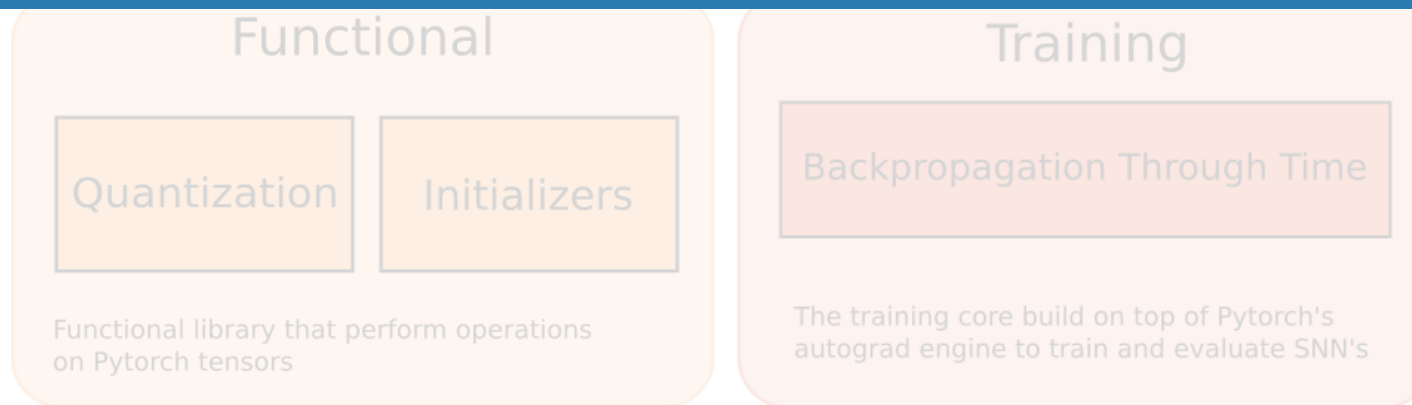 Functional
Quantization
Initializers
Functional library that perform operations
on Pytorch tensors
Training
Backpropagation Through Time
The training core build on top of Pytorch's
autograd engine to train and evaluate SNN's